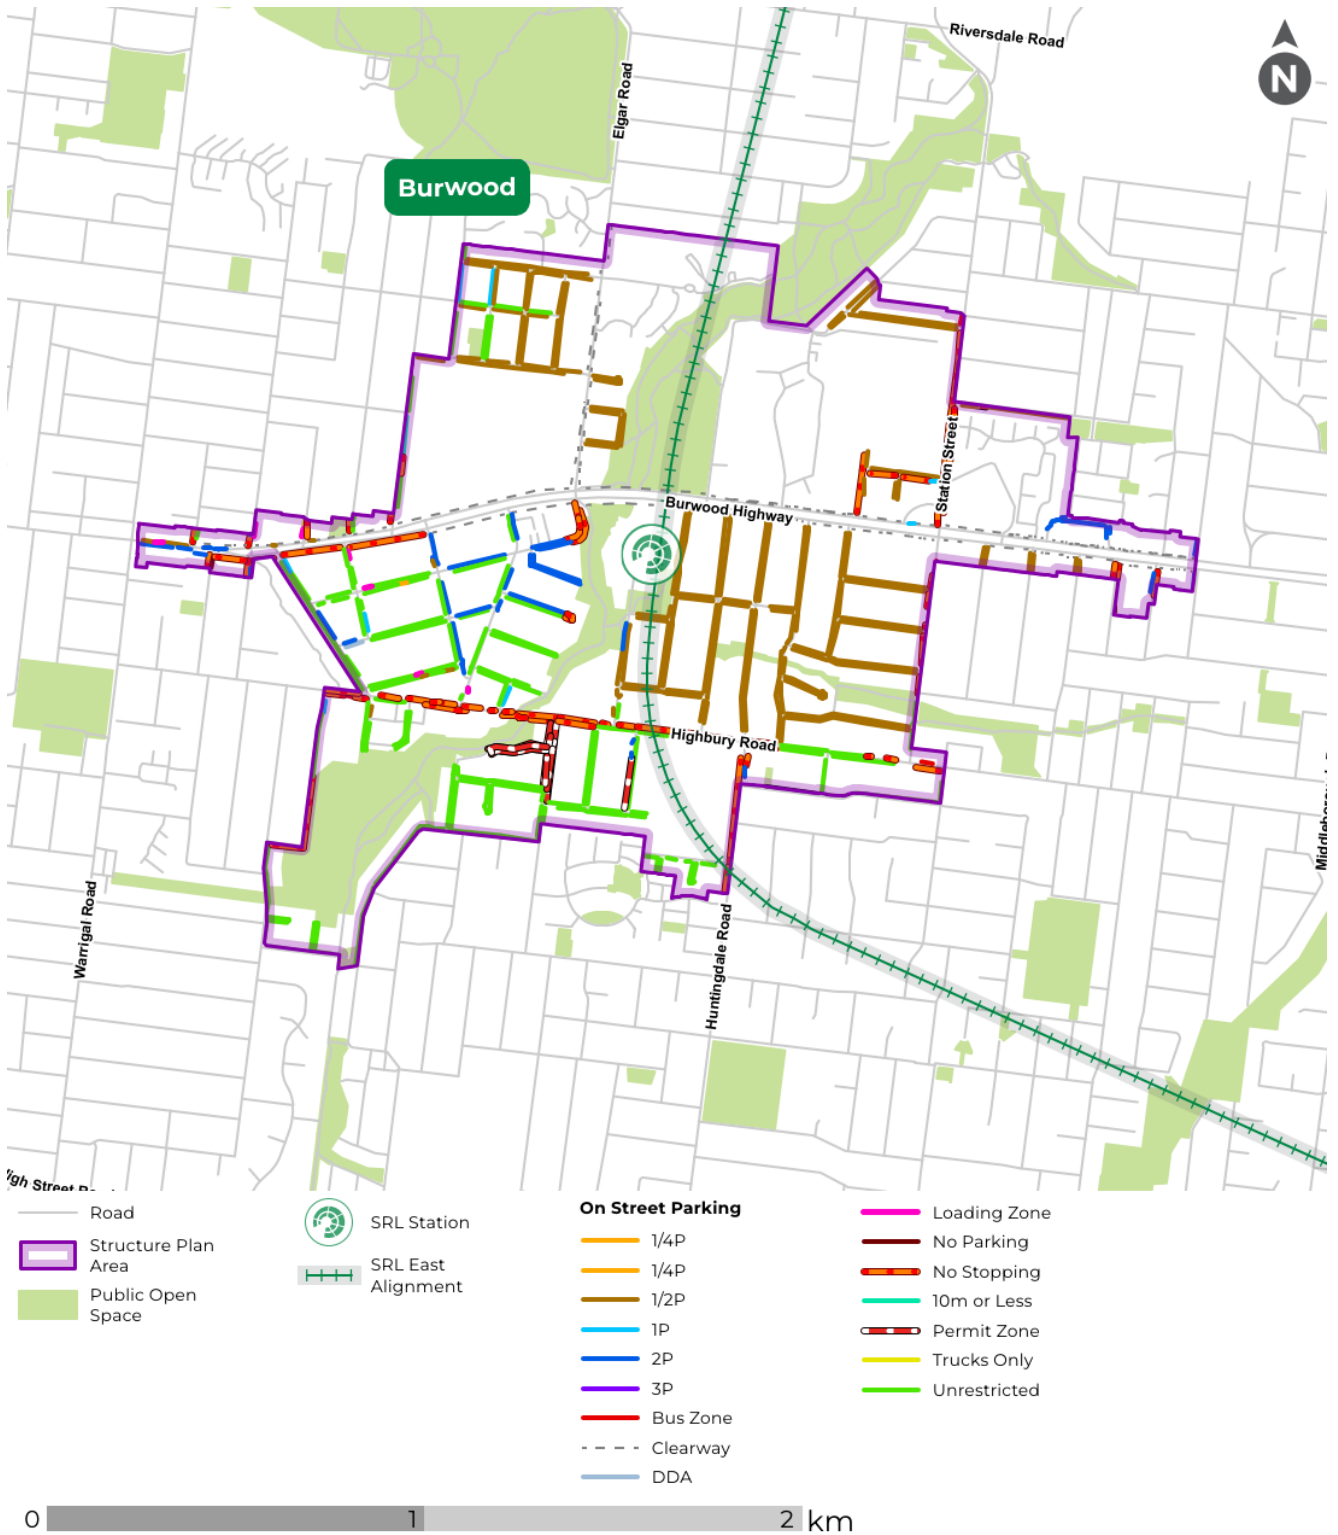 Riversdale Road
N
Elgar Road
Burwood
Station Street
Burwood Highway
Highbury Road
Warrigal Road
Huntingdale Road
Road
Structure Plan
Area
Public Open
Space
SRL Station
SRL East
Alignment
On Street Parking
1/4P
1/4P
1/2P
1P
2P
3P
Bus Zone
Clearway
DDA
Loading Zone
No Parking
No Stopping
10m or Less
Permit Zone
Trucks Only
Unrestricted
0 1 2 km